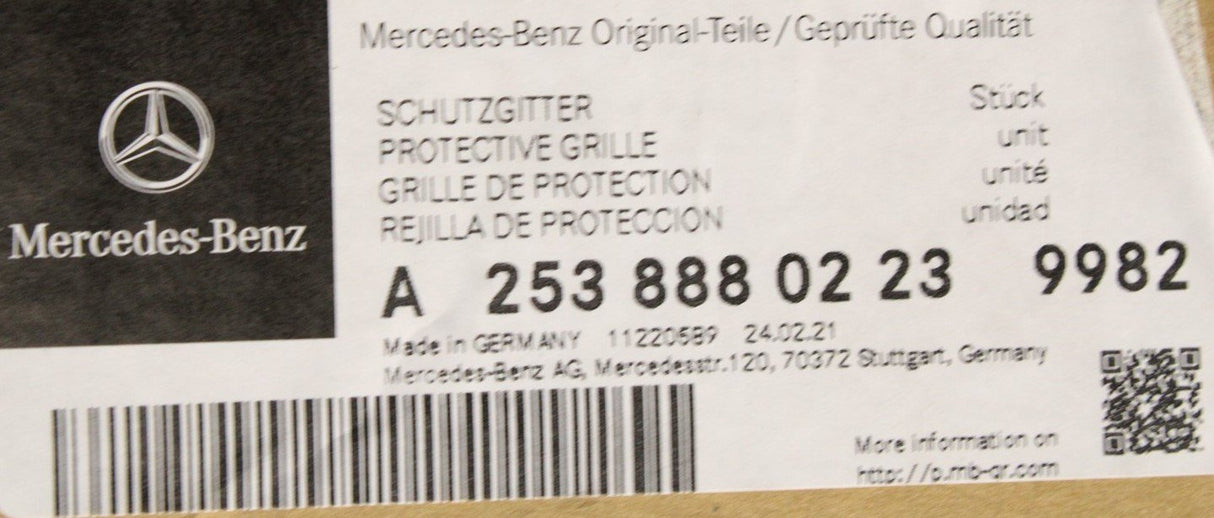 Mercedes-Benz Original-Teile / Geprüfte Qualität
Mercedes-Benz
SCHUTZGITTER Stück
PROTECTIVE GRILLE unit
GRILLE DE PROTECTION unité
REJILLA DE PROTECCION unidad
A 253 888 02 23 9982
Made in GERMANY 11220589 24.02.21
Mercedes-Benz AG, Mercedesstr.120, 70372 Stuttgart, Germany
More information on
http://p.mb-qr.com